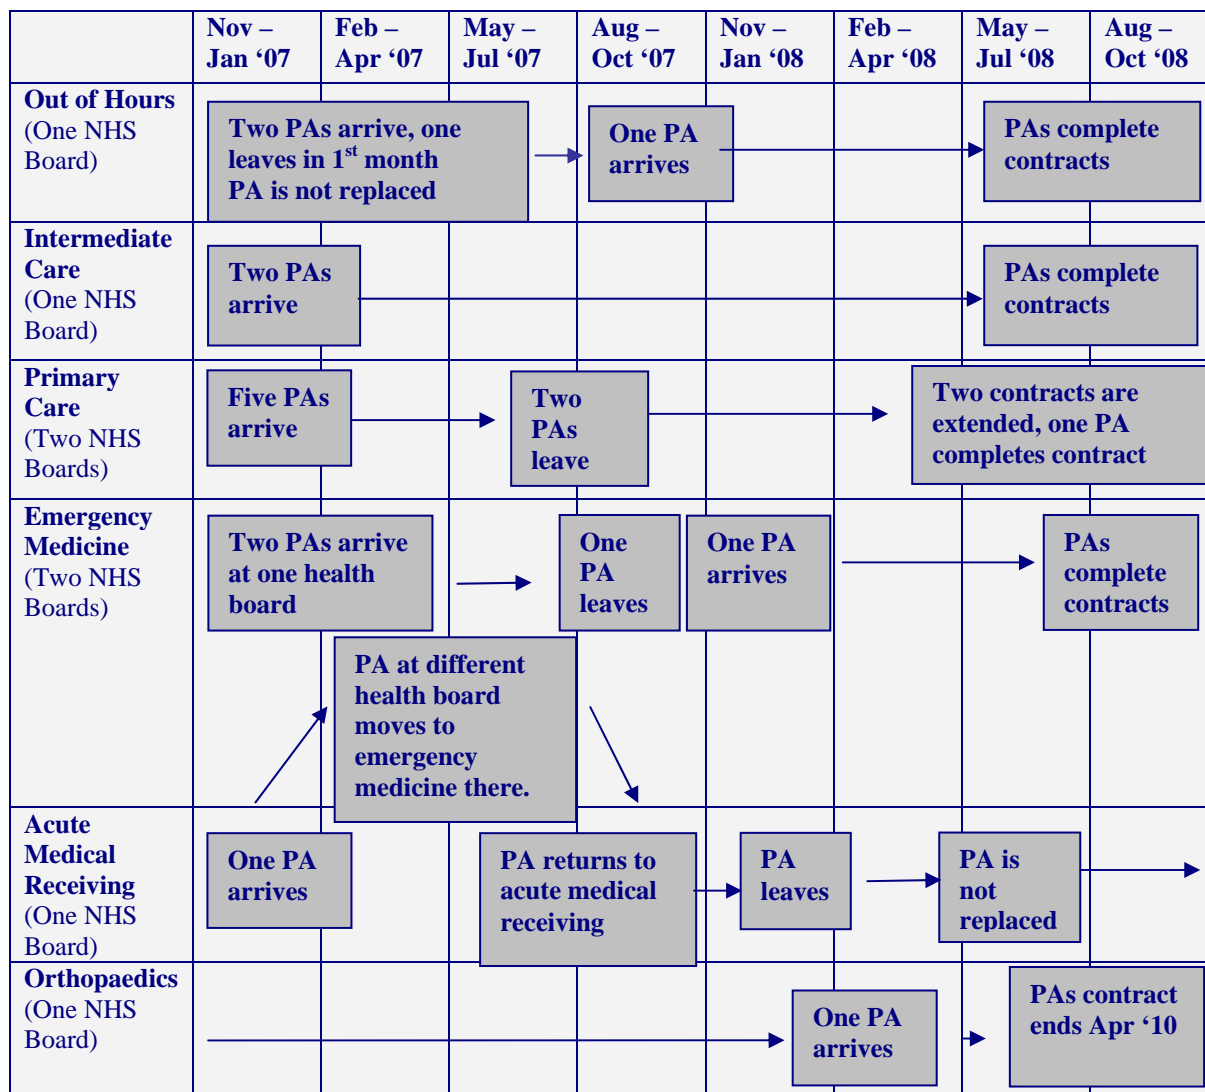 Nov –
Jan ‘07
Feb –
Apr ‘07
May –
Jul ‘07
Aug –
Oct ‘07
Nov –
Jan ‘08
Feb –
Apr ‘08
May –
Jul ‘08
Aug –
Oct ‘08
Out of Hours
(One NHS
Board)
Two PAs arrive, one
leaves in 1st month
PA is not replaced
One PA
arrives
PAs complete
contracts
Intermediate
Care
(One NHS
Board)
Two PAs
arrive
PAs complete
contracts
Primary
Care
(Two NHS
Boards)
Five PAs
arrive
Two
PAs
leave
Two contracts are
extended, one PA
completes contract
Emergency
Medicine
(Two NHS
Boards)
Two PAs arrive
at one health
board
One
PA
leaves
One PA
arrives
PAs
complete
contracts
PA at different
health board
moves to
emergency
medicine there.
Acute
Medical
Receiving
(One NHS
Board)
One PA
arrives
PA returns to
acute medical
receiving
PA
leaves
PA is
not
replaced
Orthopaedics
(One NHS
Board)
One PA
arrives
PAs contract
ends Apr ‘10